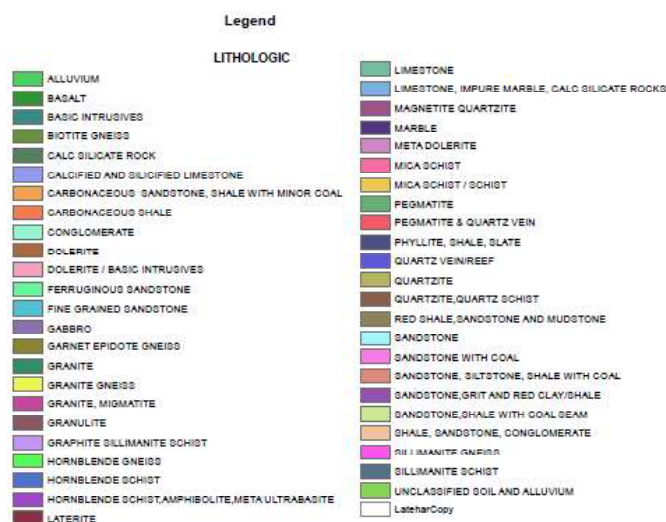 Legend
LITHOLOGIC
ALLUVIUM
BASALT
BASIC INTRUSIVES
BIOTITE GNEISS
CALC SILICATE ROCK
CALCIFIED AND SILICIFIED LIMESTONE
CARBONACEOUS SANDSTONE, SHALE WITH MINOR COAL
CARBONACEOUS SHALE
CONGLOMERATE
DOLERITE
DOLERITE / BASIC INTRUSIVES
FERRUGINOUS SANDSTONE
FINE GRAINED SANDSTONE
GABBRO
GARNET EPIDOTE GNEISS
GRANITE
GRANITE GNEISS
GRANITE, MIGMATITE
GRANULITE
GRAPHITE SILLIMANITE SCHIST
HORNBLENDE GNEISS
HORNBLENDE SCHIST
HORNBLENDE SCHIST,AMPHIBOLITE,META ULTRABASITE
LATERITE
LIMESTONE
LIMESTONE, IMPURE MARBLE, CALC SILICATE ROCKS
MAGNETITE QUARTZITE
MARBLE
META DOLERITE
MICA SCHIST
MICA SCHIST / SCHIST
PEGMATITE
PEGMATITE & QUARTZ VEIN
PHYLLITE, SHALE, SLATE
QUARTZ VEIN/REEF
QUARTZITE
QUARTZITE,QUARTZ SCHIST
RED SHALE,SANDSTONE AND MUDSTONE
SANDSTONE
SANDSTONE WITH COAL
SANDSTONE, SILTSTONE, SHALE WITH COAL
SANDSTONE,GRIT AND RED CLAY/SHALE
SANDSTONE,SHALE WITH COAL SEAM
SHALE, SANDSTONE, CONGLOMERATE
SILLIMANITE GNEISS
SILLIMANITE SCHIST
UNCLASSIFIED SOIL AND ALLUVIUM
LateharCopy